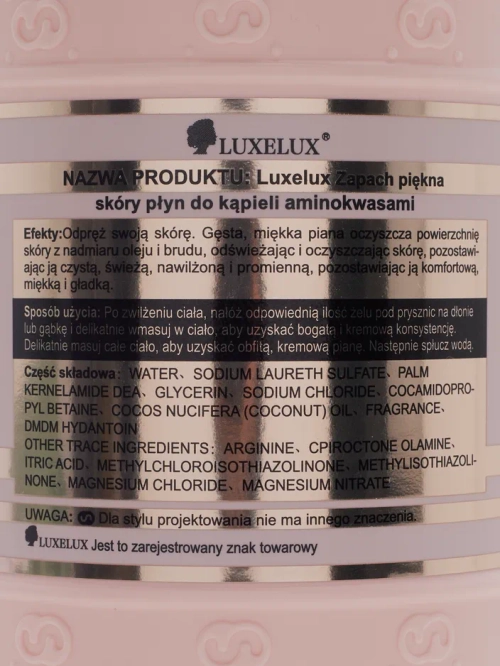 LUXELUX®
NAZWA PRODUKTU: Luxelux Zapach piękna
skóry płyn do kąpieli aminokwasami
Efekty:Odpręż swoją skórę. Gęsta, miękka piana oczyszcza powierzchnię
skóry z nadmiaru oleju i brudu, odświeżając i oczyszczając skórę, pozostawi-
ając ją czystą, świeżą, nawilżoną i promienną, pozostawiając ją komfortową,
miękką i gładką.
Sposób użycia: Po zwilżeniu ciała, nałóż odpowiednią ilość żelu pod prysznic na dłonie
lub gąbkę i delikatnie wmasuj w ciało, aby uzyskać bogatą i kremową konsystencję.
Delikatnie masuj całe ciało, aby uzyskać obfitą, kremową pianę. Następnie spłucz wodą.
Część składowa: WATER、SODIUM LAURETH SULFATE、PALM
KERNELAMIDE DEA、GLYCERIN、SODIUM CHLORIDE、COCAMIDOPRO-
PYL BETAINE、COCOS NUCIFERA (COCONUT) OIL、FRAGRANCE、
DMDM HYDANTOIN
OTHER TRACE INGREDIENTS: ARGININE、CPIROCTONE OLAMINE、
ITRIC ACID、METHYLCHLOROISOTHIAZOLINONE、METHYLISOTHIAZOLI-
NONE、MAGNESIUM CHLORIDE、MAGNESIUM NITRATE
UWAGA: S Dla stylu projektowania nie ma innego znaczenia.
LUXELUX Jest to zarejestrowany znak towarowy